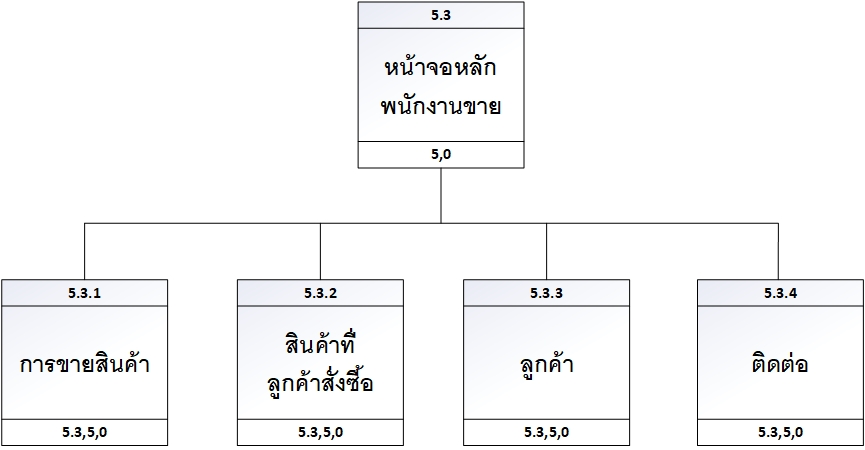 5.3
หน้าจอหลัก
พนักงานขาย
5,0
5.3.1
การขายสินค้า
5.3,5,0
5.3.2
สินค้าที่
ลูกค้าสั่งซื้อ
5.3,5,0
5.3.3
ลูกค้า
5.3,5,0
5.3.4
ติดต่อ
5.3,5,0